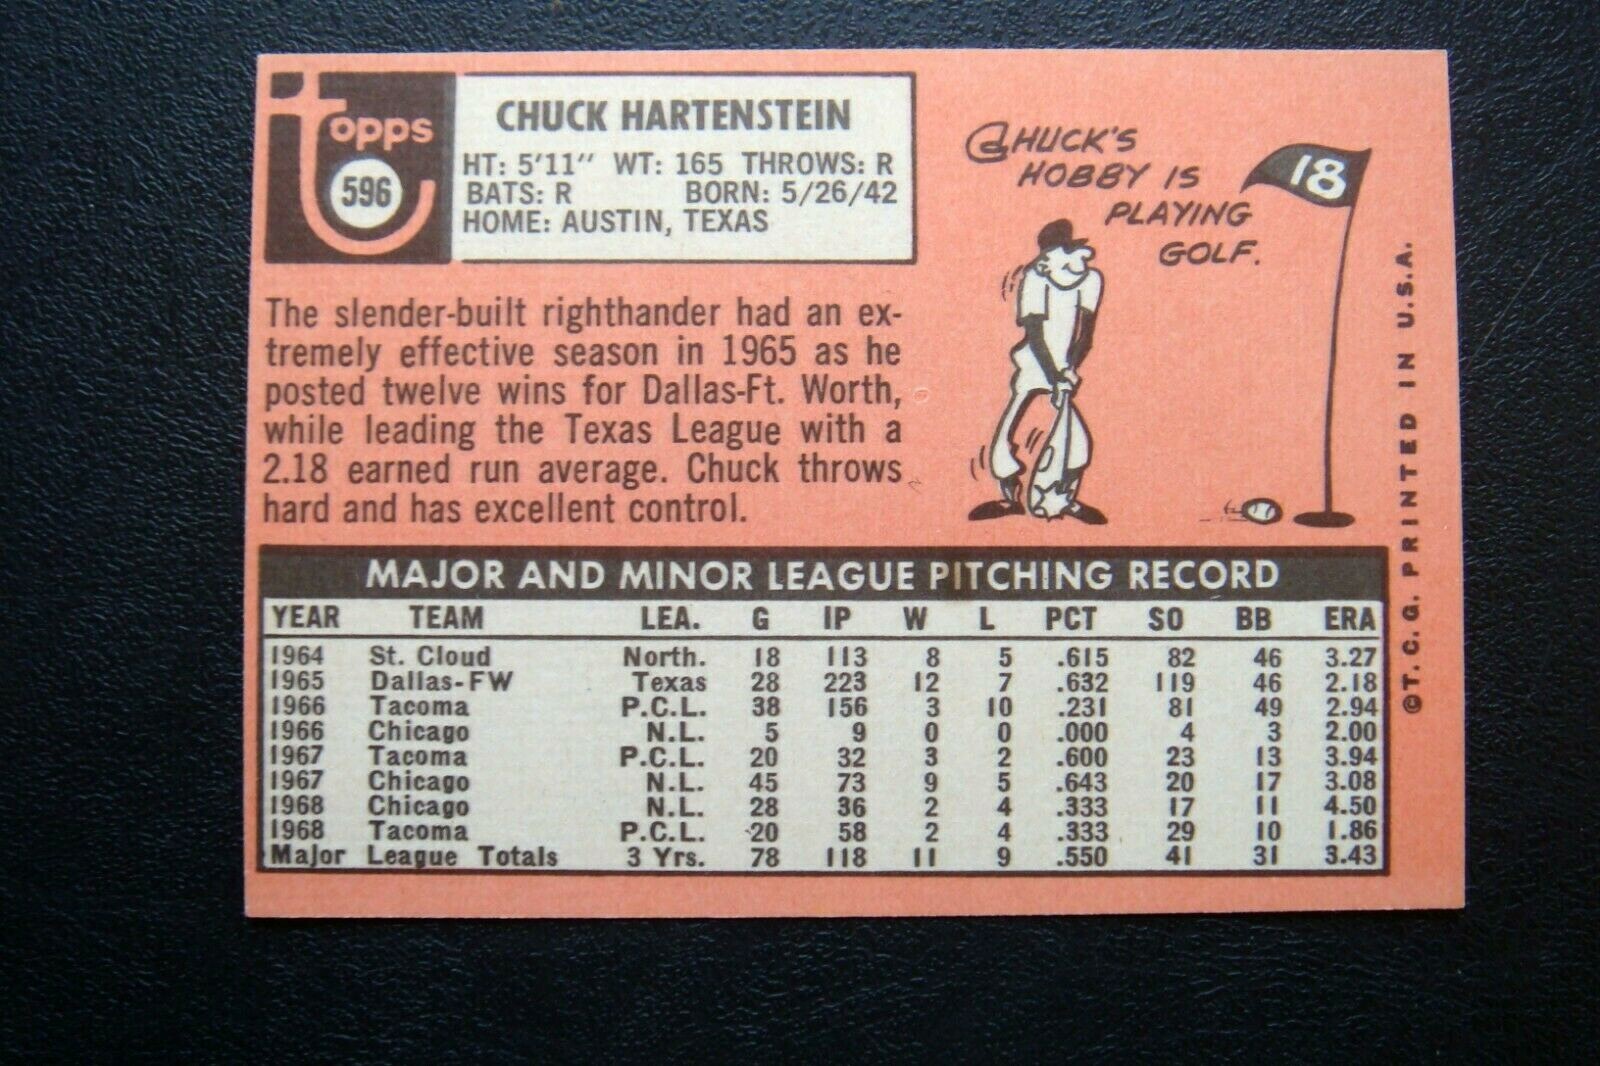 topps
596
CHUCK HARTENSTEIN
HT: 5'11" WT: 165 THROWS: R
BATS: R BORN: 5/26/42
HOME: AUSTIN, TEXAS
The slender-built righthander had an ex-
tremely effective season in 1965 as he
posted twelve wins for Dallas-Ft. Worth,
while leading the Texas League with a
2.18 earned run average. Chuck throws
hard and has excellent control.
CHUCK'S
HOBBY IS
PLAYING
GOLF.
18
MAJOR AND MINOR LEAGUE PITCHING RECORD
YEAR TEAM LEA. G IP W L PCT SO BB ERA
1964 St. Cloud North. 18 113 8 5 .615 82 46 3.27
1965 Dallas-FW Texas 28 223 12 7 .632 119 46 2.18
1966 Tacoma P.C.L. 38 156 3 10 .231 81 49 2.94
1966 Chicago N.L. 5 9 0 0 .000 4 3 2.00
1967 Tacoma P.C.L. 20 32 3 2 .600 23 13 3.94
1967 Chicago N.L. 45 73 9 5 .643 20 17 3.08
1968 Chicago N.L. 28 36 2 4 .333 17 11 4.50
1968 Tacoma P.C.L. 20 58 2 4 .333 29 10 1.86
Major League Totals 3 Yrs. 78 118 11 9 .550 41 31 3.43
©T.C.G. PRINTED IN U.S.A.